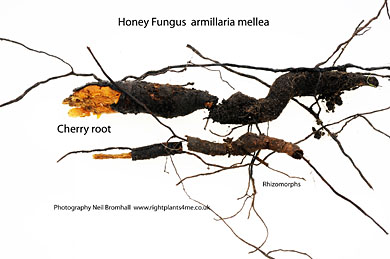 Honey Fungus armillaria mellea
Cherry root
Rhizomorphs
Photography Neil Bromhall www.rightplants4me.co.uk